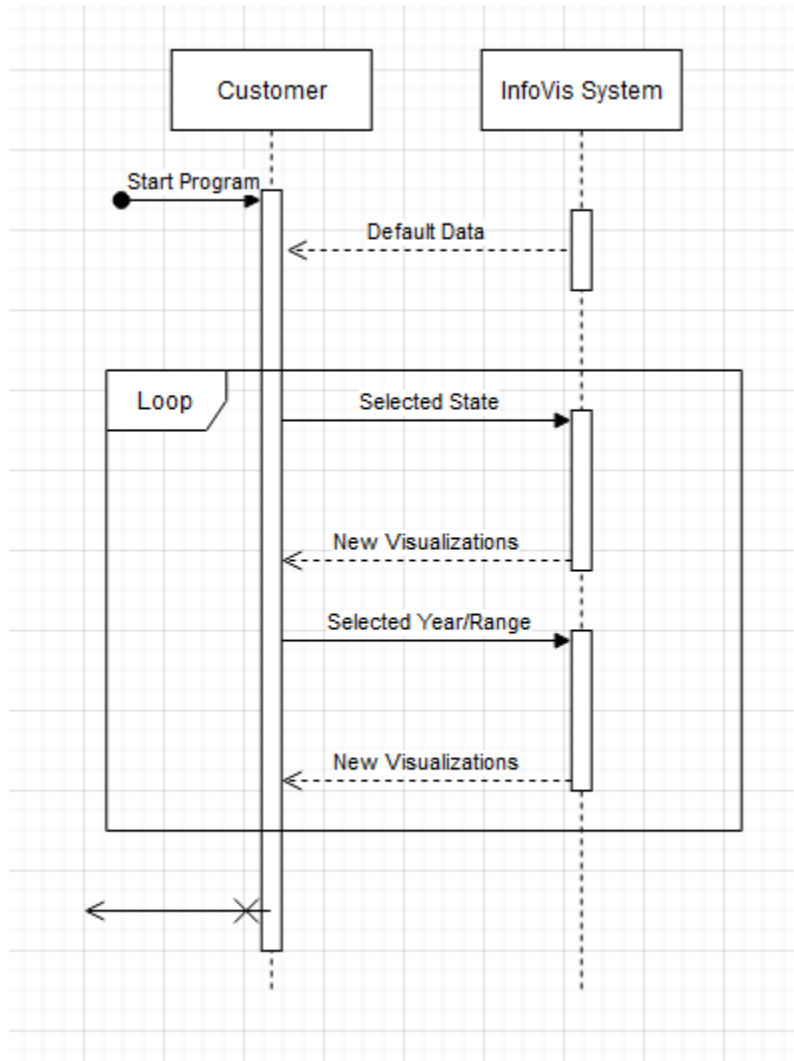 Customer
InfoVis System
Start Program
Default Data
Loop
Selected State
New Visualizations
Selected Year/Range
New Visualizations